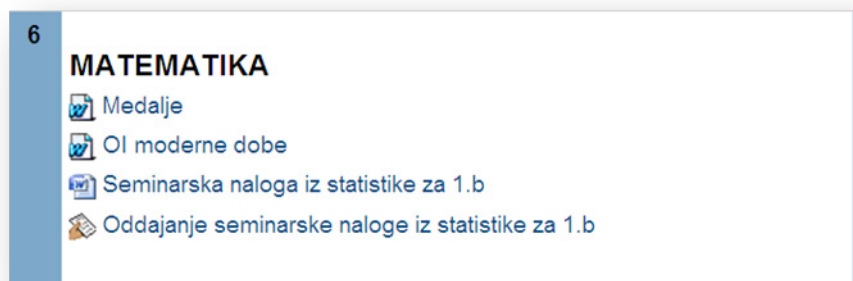 6
MATEMATIKA
Medalje
OI moderne dobe
Seminarska naloga iz statistike za 1.b
Oddajanje seminarske naloge iz statistike za 1.b